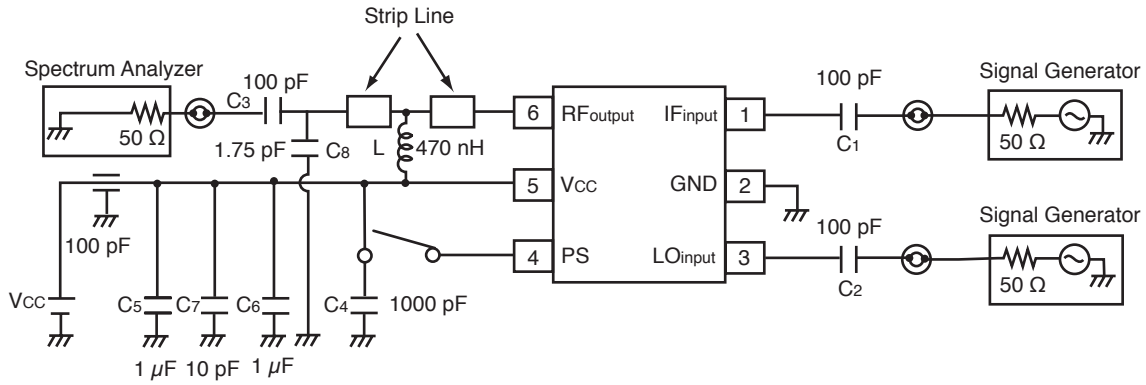 Strip Line
Spectrum Analyzer
100 pF
C3
50 Ω
1.75 pF
C8
L
470 nH
100 pF
VCC
C5
1 μF
C7
10 pF
C6
1 μF
C4
1000 pF
6
RFoutput
5
VCC
4
PS
IFinput
1
GND
2
LOinput
3
100 pF
C1
Signal Generator
50 Ω
100 pF
C2
Signal Generator
50 Ω